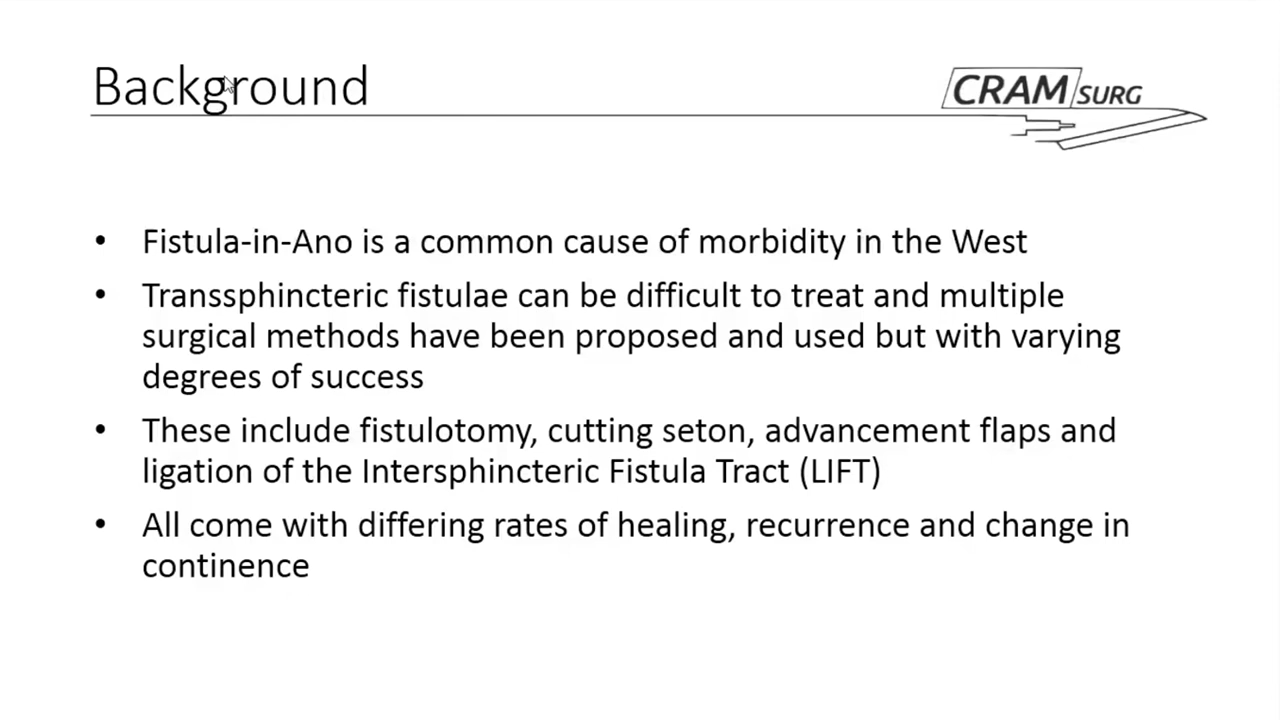 Background
CRAM SURG
• Fistula-in-Ano is a common cause of morbidity in the West
• Transsphincteric fistulae can be difficult to treat and multiple
surgical methods have been proposed and used but with varying
degrees of success
• These include fistulotomy, cutting seton, advancement flaps and
ligation of the Intersphincteric Fistula Tract (LIFT)
• All come with differing rates of healing, recurrence and change in
continence